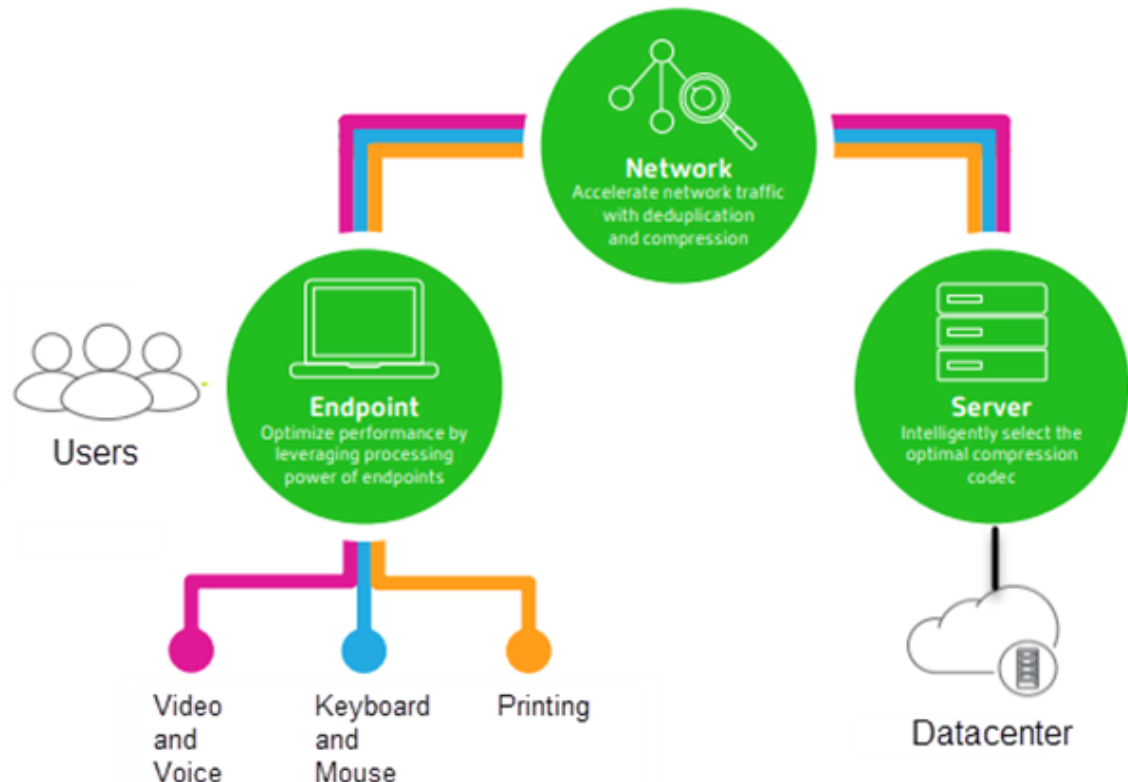 Network
Accelerate network traffic
with deduplication
and compression
Endpoint
Optimize performance by
leveraging processing
power of endpoints
Server
Intelligently select the
optimal compression
codec
Users
Video
and
Voice
Keyboard
and
Mouse
Printing
Datacenter